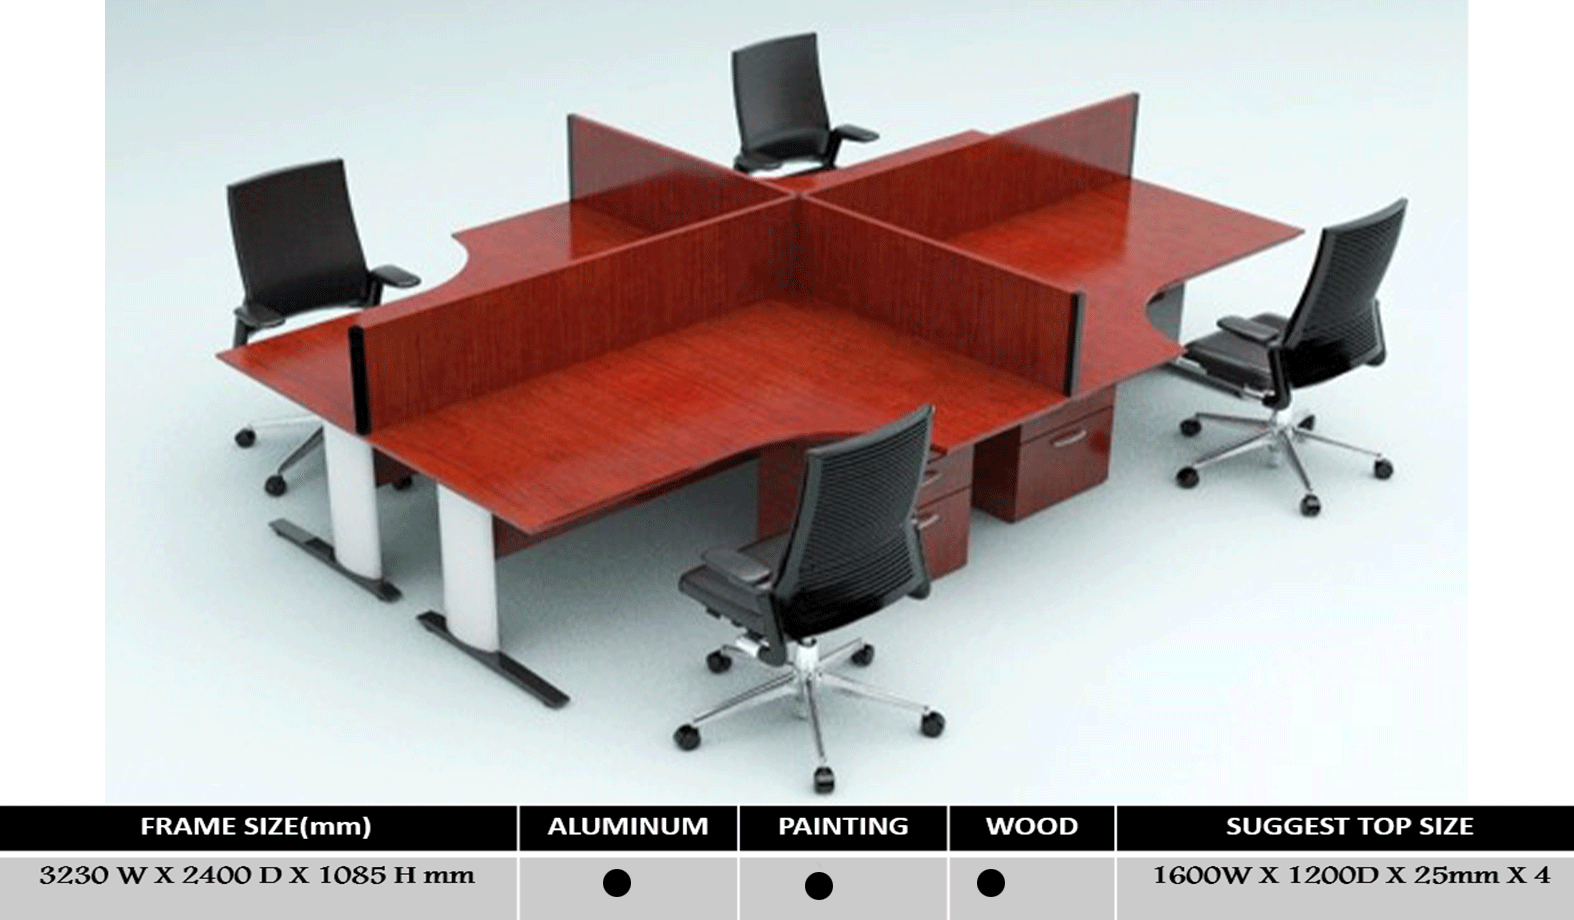 FRAME SIZE(mm) ALUMINUM PAINTING WOOD SUGGEST TOP SIZE
3230 W X 2400 D X 1085 H mm ● ● ● 1600W X 1200D X 25mm X 4